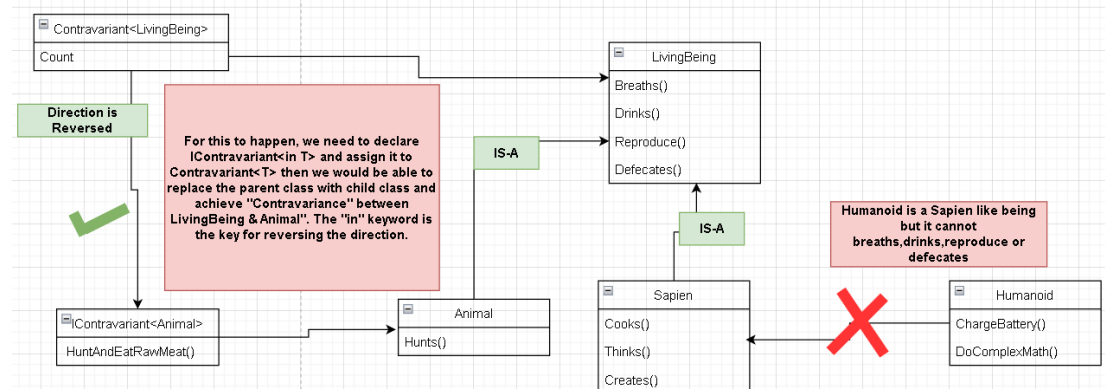 Contravariant<LivingBeing>
Count
Direction is
Reversed
For this to happen, we need to declare
IContravariant<in T> and assign it to
Contravariant<T> then we would be able to
replace the parent class with child class and
achieve "Contravariance" between
LivingBeing & Animal". The "in" keyword is
the key for reversing the direction.
IContravariant<Animal>
HuntAndEatRawMeat()
IS-A
Animal
Hunts()
LivingBeing
Breaths()
Drinks()
Reproduce()
Defecates()
IS-A
Sapien
Cooks()
Thinks()
Creates()
Humanoid is a Sapien like being
but it cannot
breaths,drinks,reproduce or
defecates
Humanoid
ChargeBattery()
DoComplexMath()